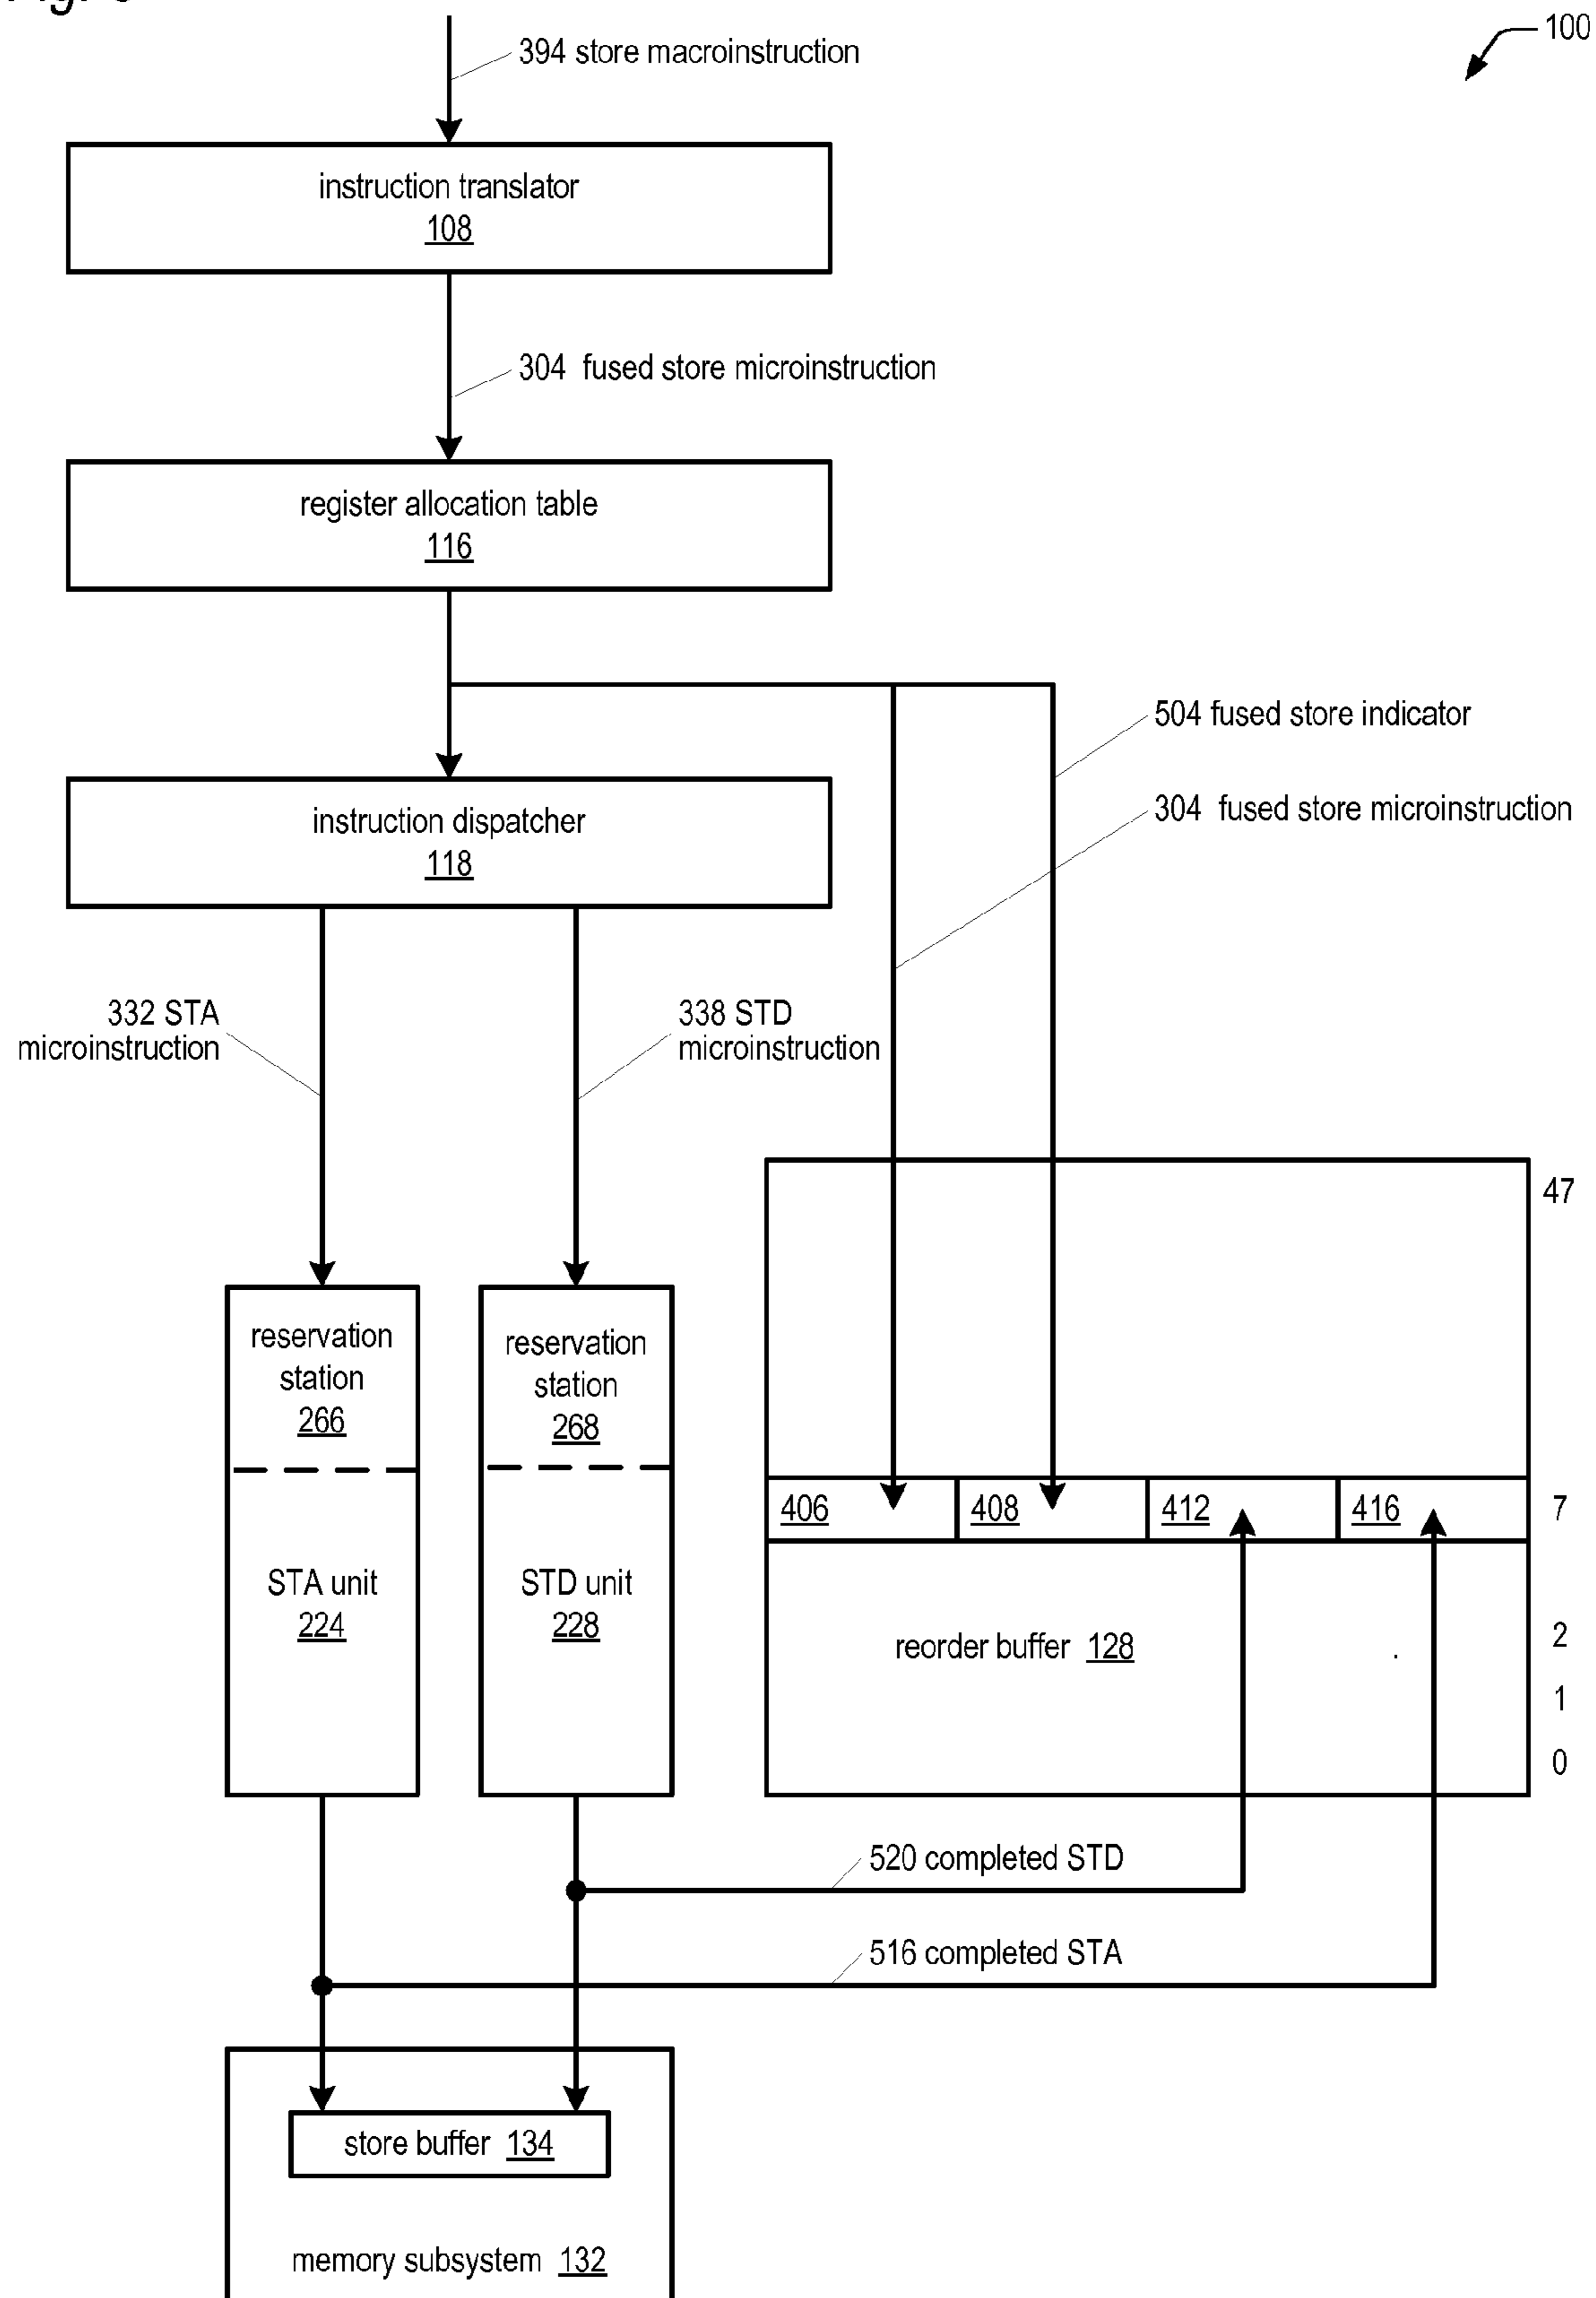 100
394 store macroinstruction
instruction translator
108
304 fused store microinstruction
register allocation table
116
504 fused store indicator
304 fused store microinstruction
instruction dispatcher
118
332 STA
microinstruction
338 STD
microinstruction
47
reservation
station
266
reservation
station
268
406
408
412
416
7
STA unit
224
STD unit
228
reorder buffer 128
2
1
0
520 completed STD
516 completed STA
store buffer 134
memory subsystem 132